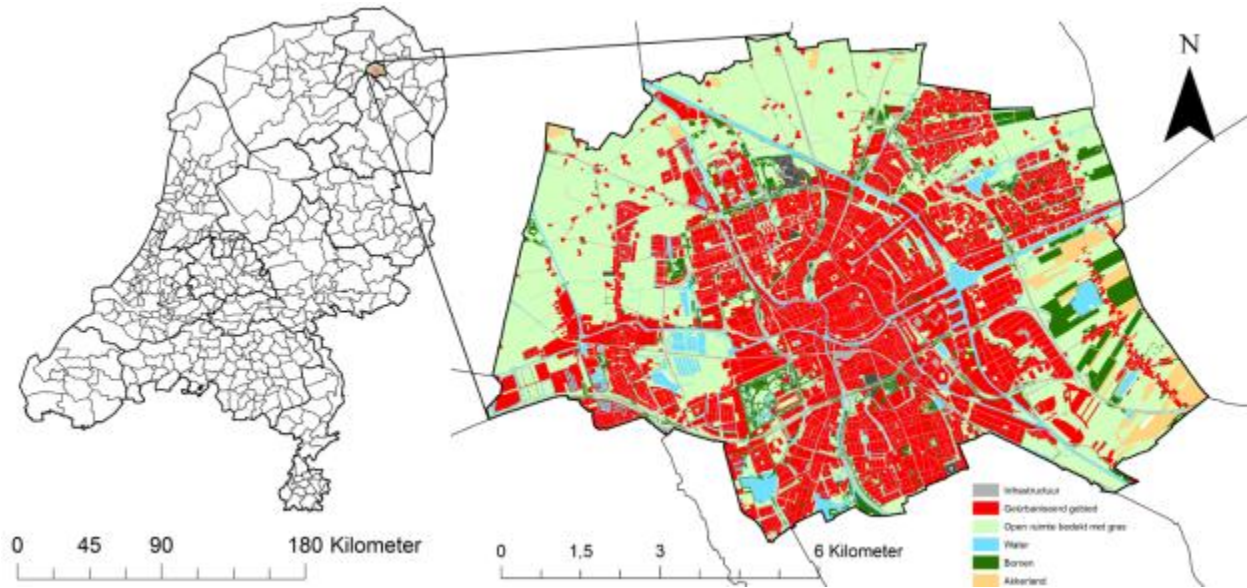 N
Infrastructuur
Geürbaniseerd gebied
Open ruimte bedekt met gras
Water
Bomen
Akkerland
0 45 90 180 Kilometer
0 1,5 3 6 Kilometer